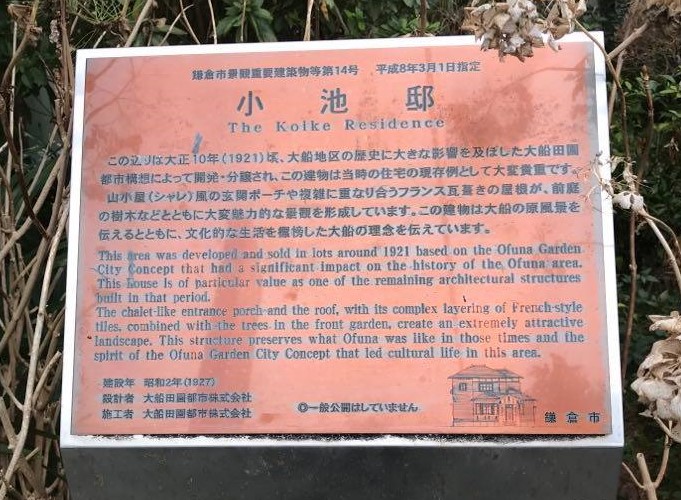 鎌倉市景観重要建築物等第14号　平成8年3月1日指定
小池邸
The Koike Residence
この辺りは大正10年(1921)頃、大船地区の歴史に大きな影響を及ぼした大船田園
都市構想によって開発・分譲され、この建物は当時の住宅の現存例として大変貴重です。
山小屋(シャレ)風の玄関ポーチや複雑に重なり合うフランス瓦葺きの屋根が、前庭
の樹木などとともに大変魅力的な景観を形成しています。この建物は大船の原風景を
伝えるとともに、文化的な生活を標榜した大船の理念を伝えています。
This area was developed and sold in lots around 1921 based on the Ofuna Garden
City Concept that had a significant impact on the history of the Ofuna area.
This house is of particular value as one of the remaining architectural structures
built in that period.
The chalet-like entrance porch and the roof, with its complex layering of French-style
tiles, combined with the trees in the front garden, create an extremely attractive
landscape. This structure preserves what Ofuna was like in those times and the
spirit of the Ofuna Garden City Concept that led cultural life in this area.
建設年　昭和2年(1927)
設計者　大船田園都市株式会社
施工者　大船田園都市株式会社
◎一般公開はしていません
鎌倉市